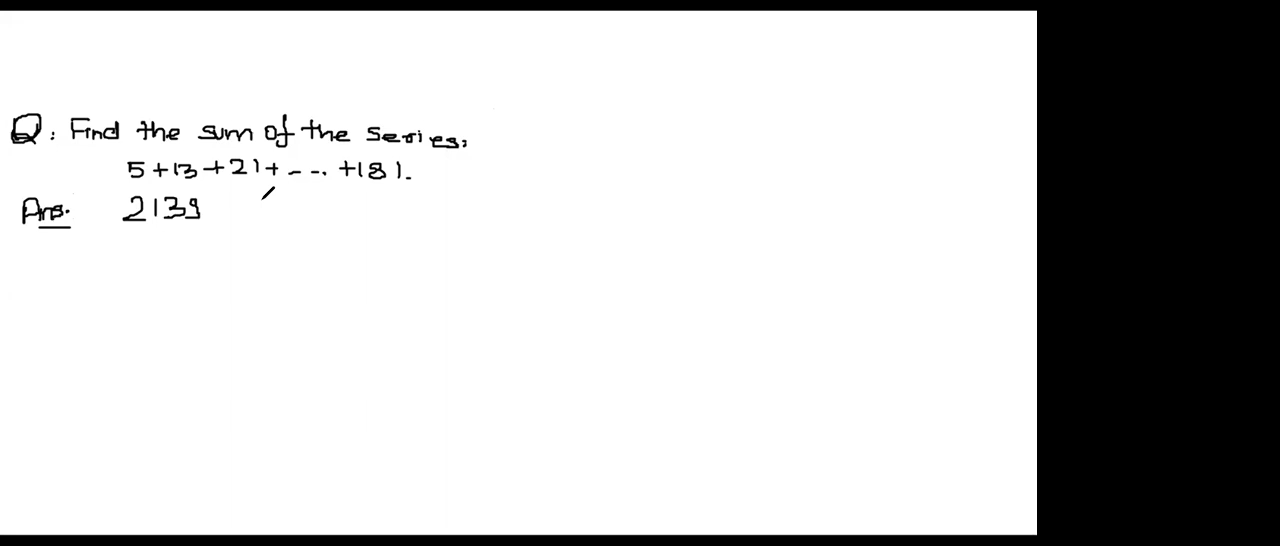 Q. Find the sum of the series.
5+13+21+ --.. +181.
Ans. 2139